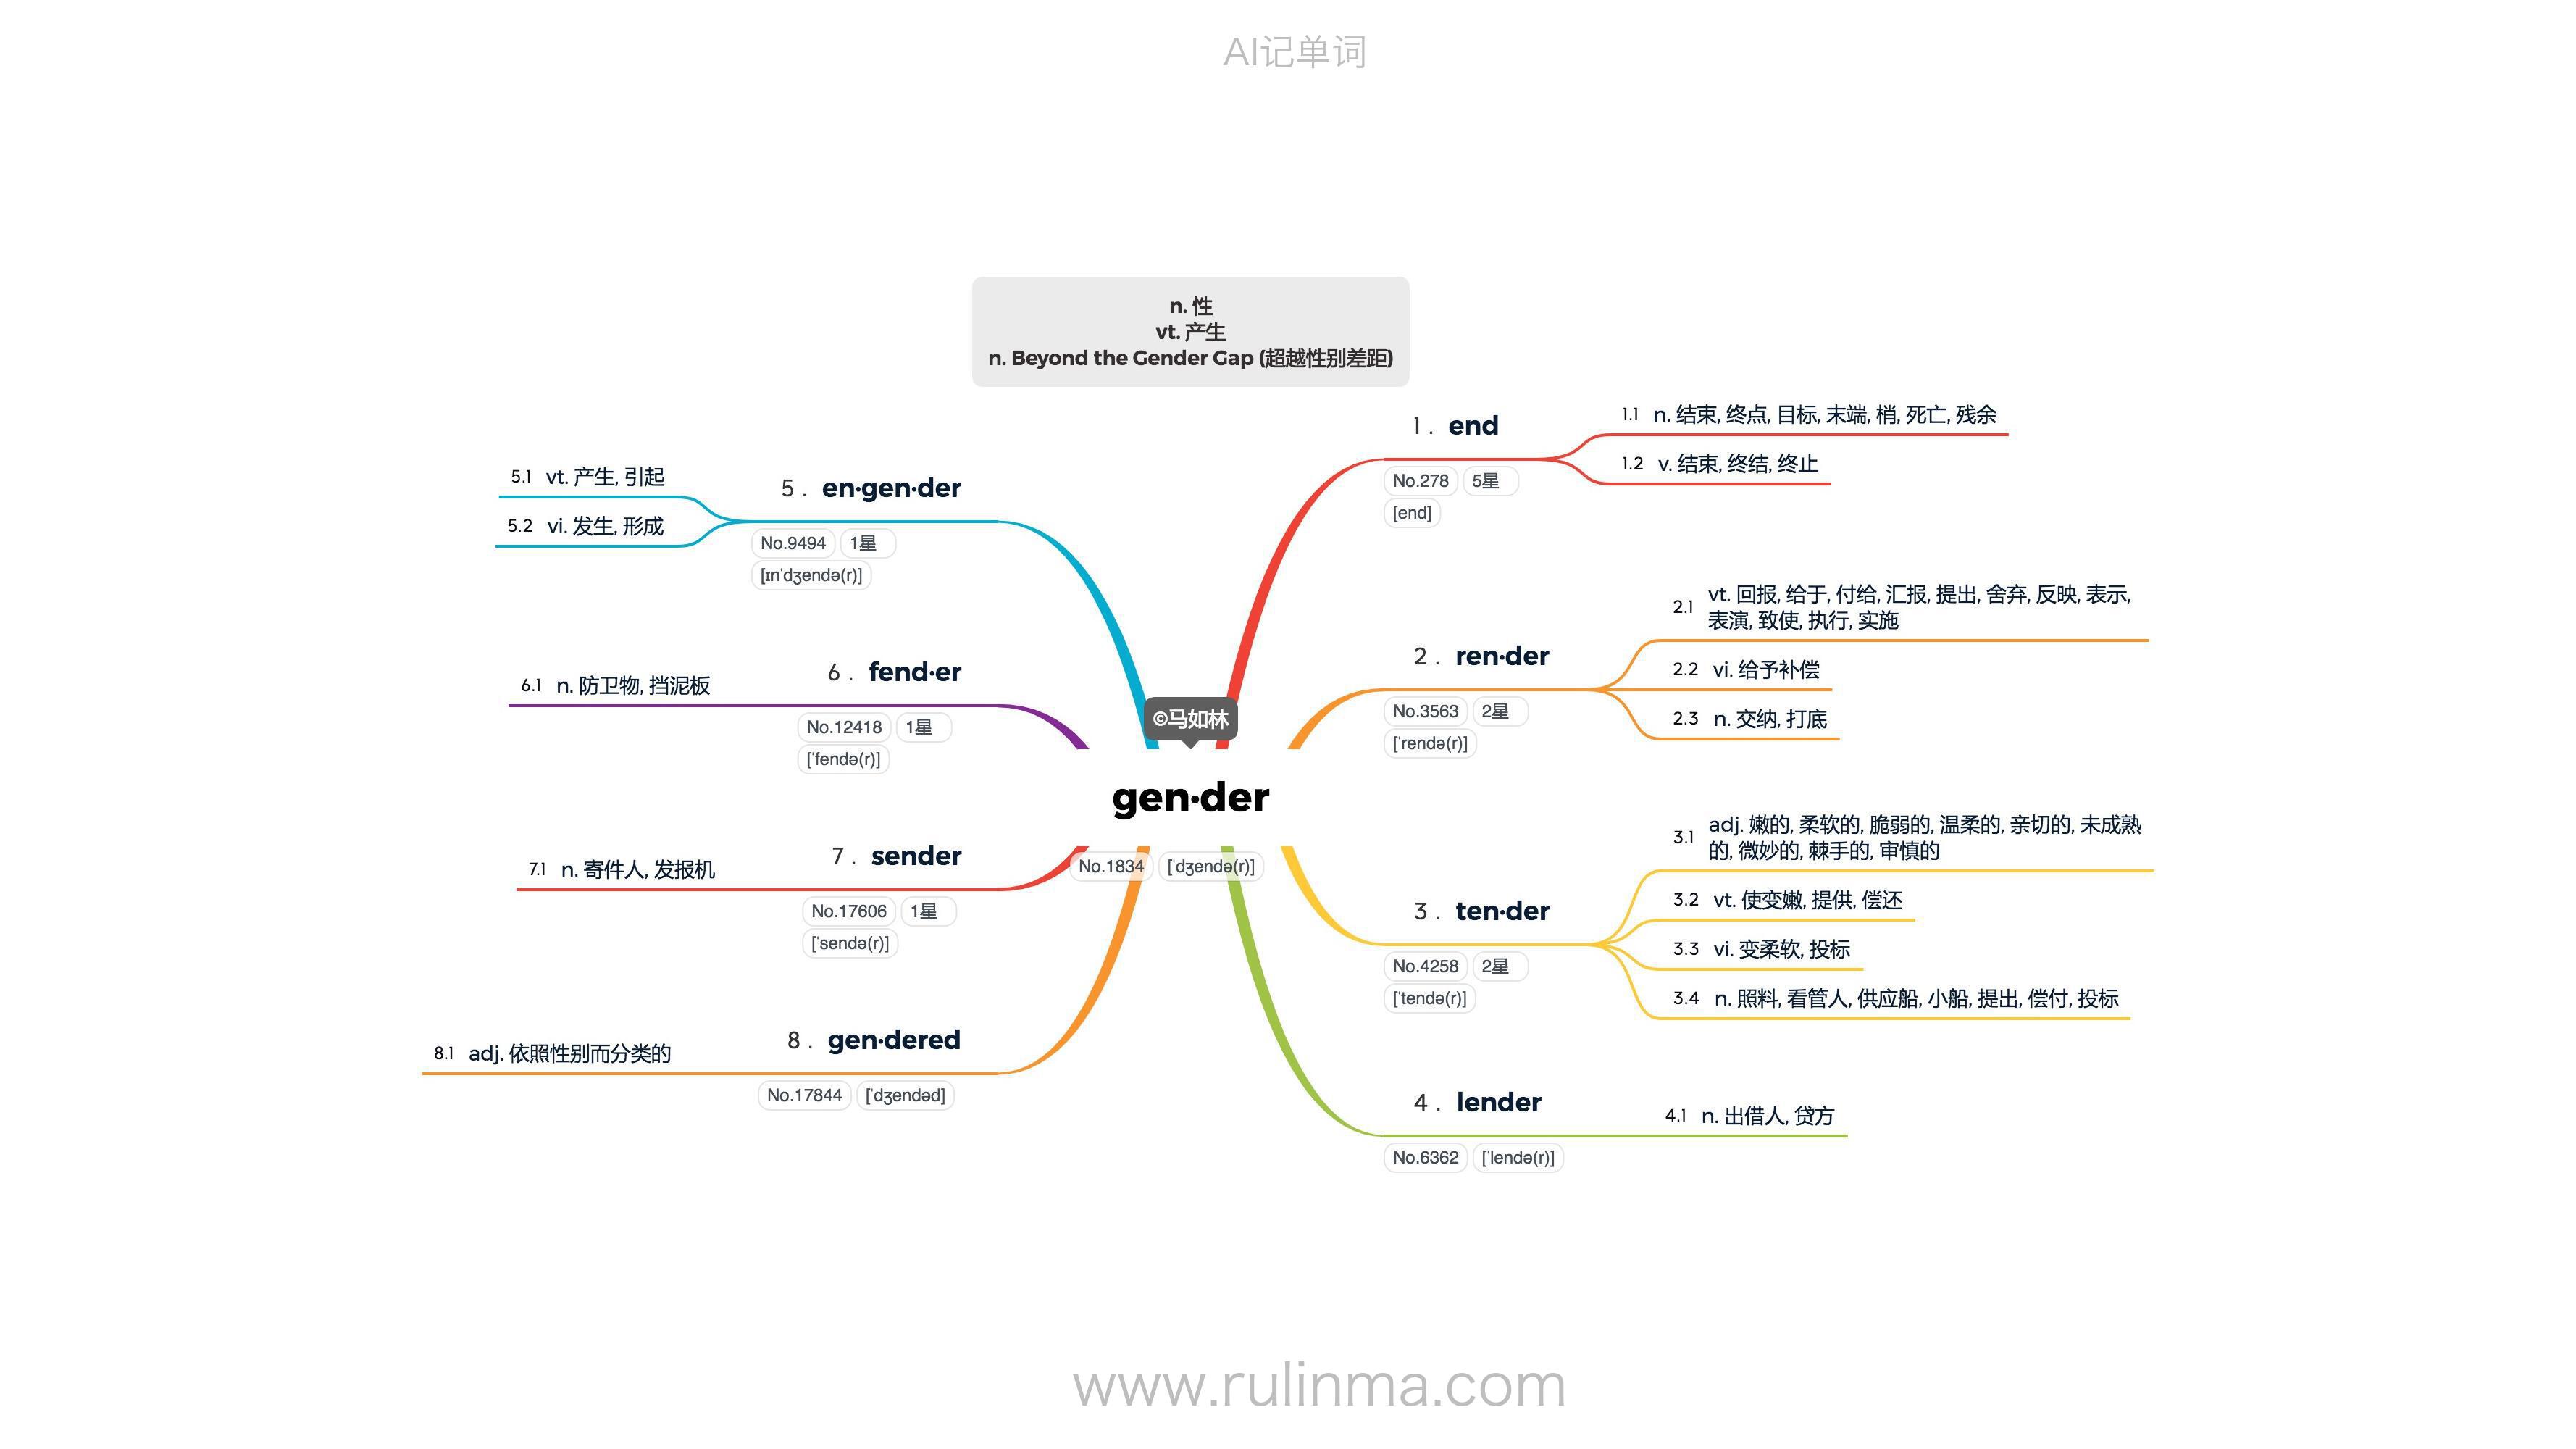 AI记单词
n. 性
vt. 产生
n. Beyond the Gender Gap (超越性别差距)
©马如林
gen·der
No.1834 [ˈdʒendə(r)]
1 . end
No.278 5星
[end]
1.1 n. 结束, 终点, 目标, 末端, 梢, 死亡, 残余
1.2 v. 结束, 终结, 终止
2 . ren·der
No.3563 2星
[ˈrendə(r)]
2.1 vt. 回报, 给于, 付给, 汇报, 提出, 舍弃, 反映, 表示,
表演, 致使, 执行, 实施
2.2 vi. 给予补偿
2.3 n. 交纳, 打底
3 . ten·der
No.4258 2星
[ˈtendə(r)]
3.1 adj. 嫩的, 柔软的, 脆弱的, 温柔的, 亲切的, 未成熟
的, 微妙的, 棘手的, 审慎的
3.2 vt. 使变嫩, 提供, 偿还
3.3 vi. 变柔软, 投标
3.4 n. 照料, 看管人, 供应船, 小船, 提出, 偿付, 投标
4 . lender
No.6362 [ˈlendə(r)]
4.1 n. 出借人, 贷方
5 . en·gen·der
No.9494 1星
[ɪnˈdʒendə(r)]
5.1 vt. 产生, 引起
5.2 vi. 发生, 形成
6 . fend·er
No.12418 1星
[ˈfendə(r)]
6.1 n. 防卫物, 挡泥板
7 . sender
No.17606 1星
[ˈsendə(r)]
7.1 n. 寄件人, 发报机
8 . gen·dered
No.17844 [ˈdʒendəd]
8.1 adj. 依照性别而分类的
www.rulinma.com